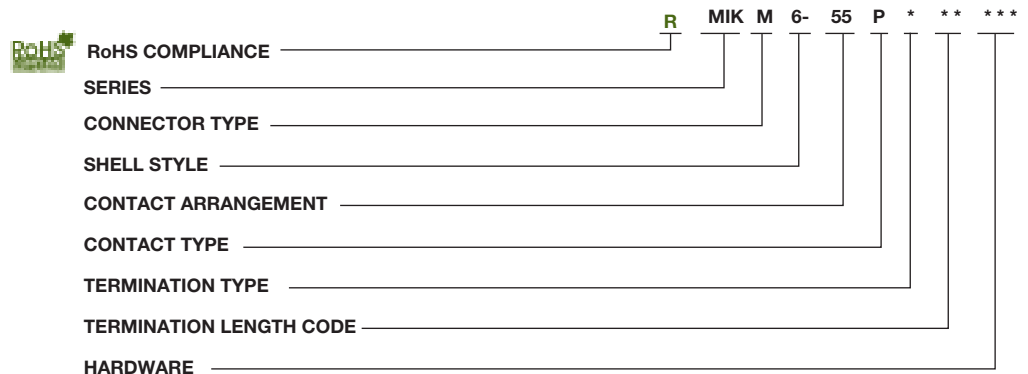 R MIK M 6- 55 P * ** ***
RoHS
RoHS COMPLIANCE
SERIES
CONNECTOR TYPE
SHELL STYLE
CONTACT ARRANGEMENT
CONTACT TYPE
TERMINATION TYPE
TERMINATION LENGTH CODE
HARDWARE